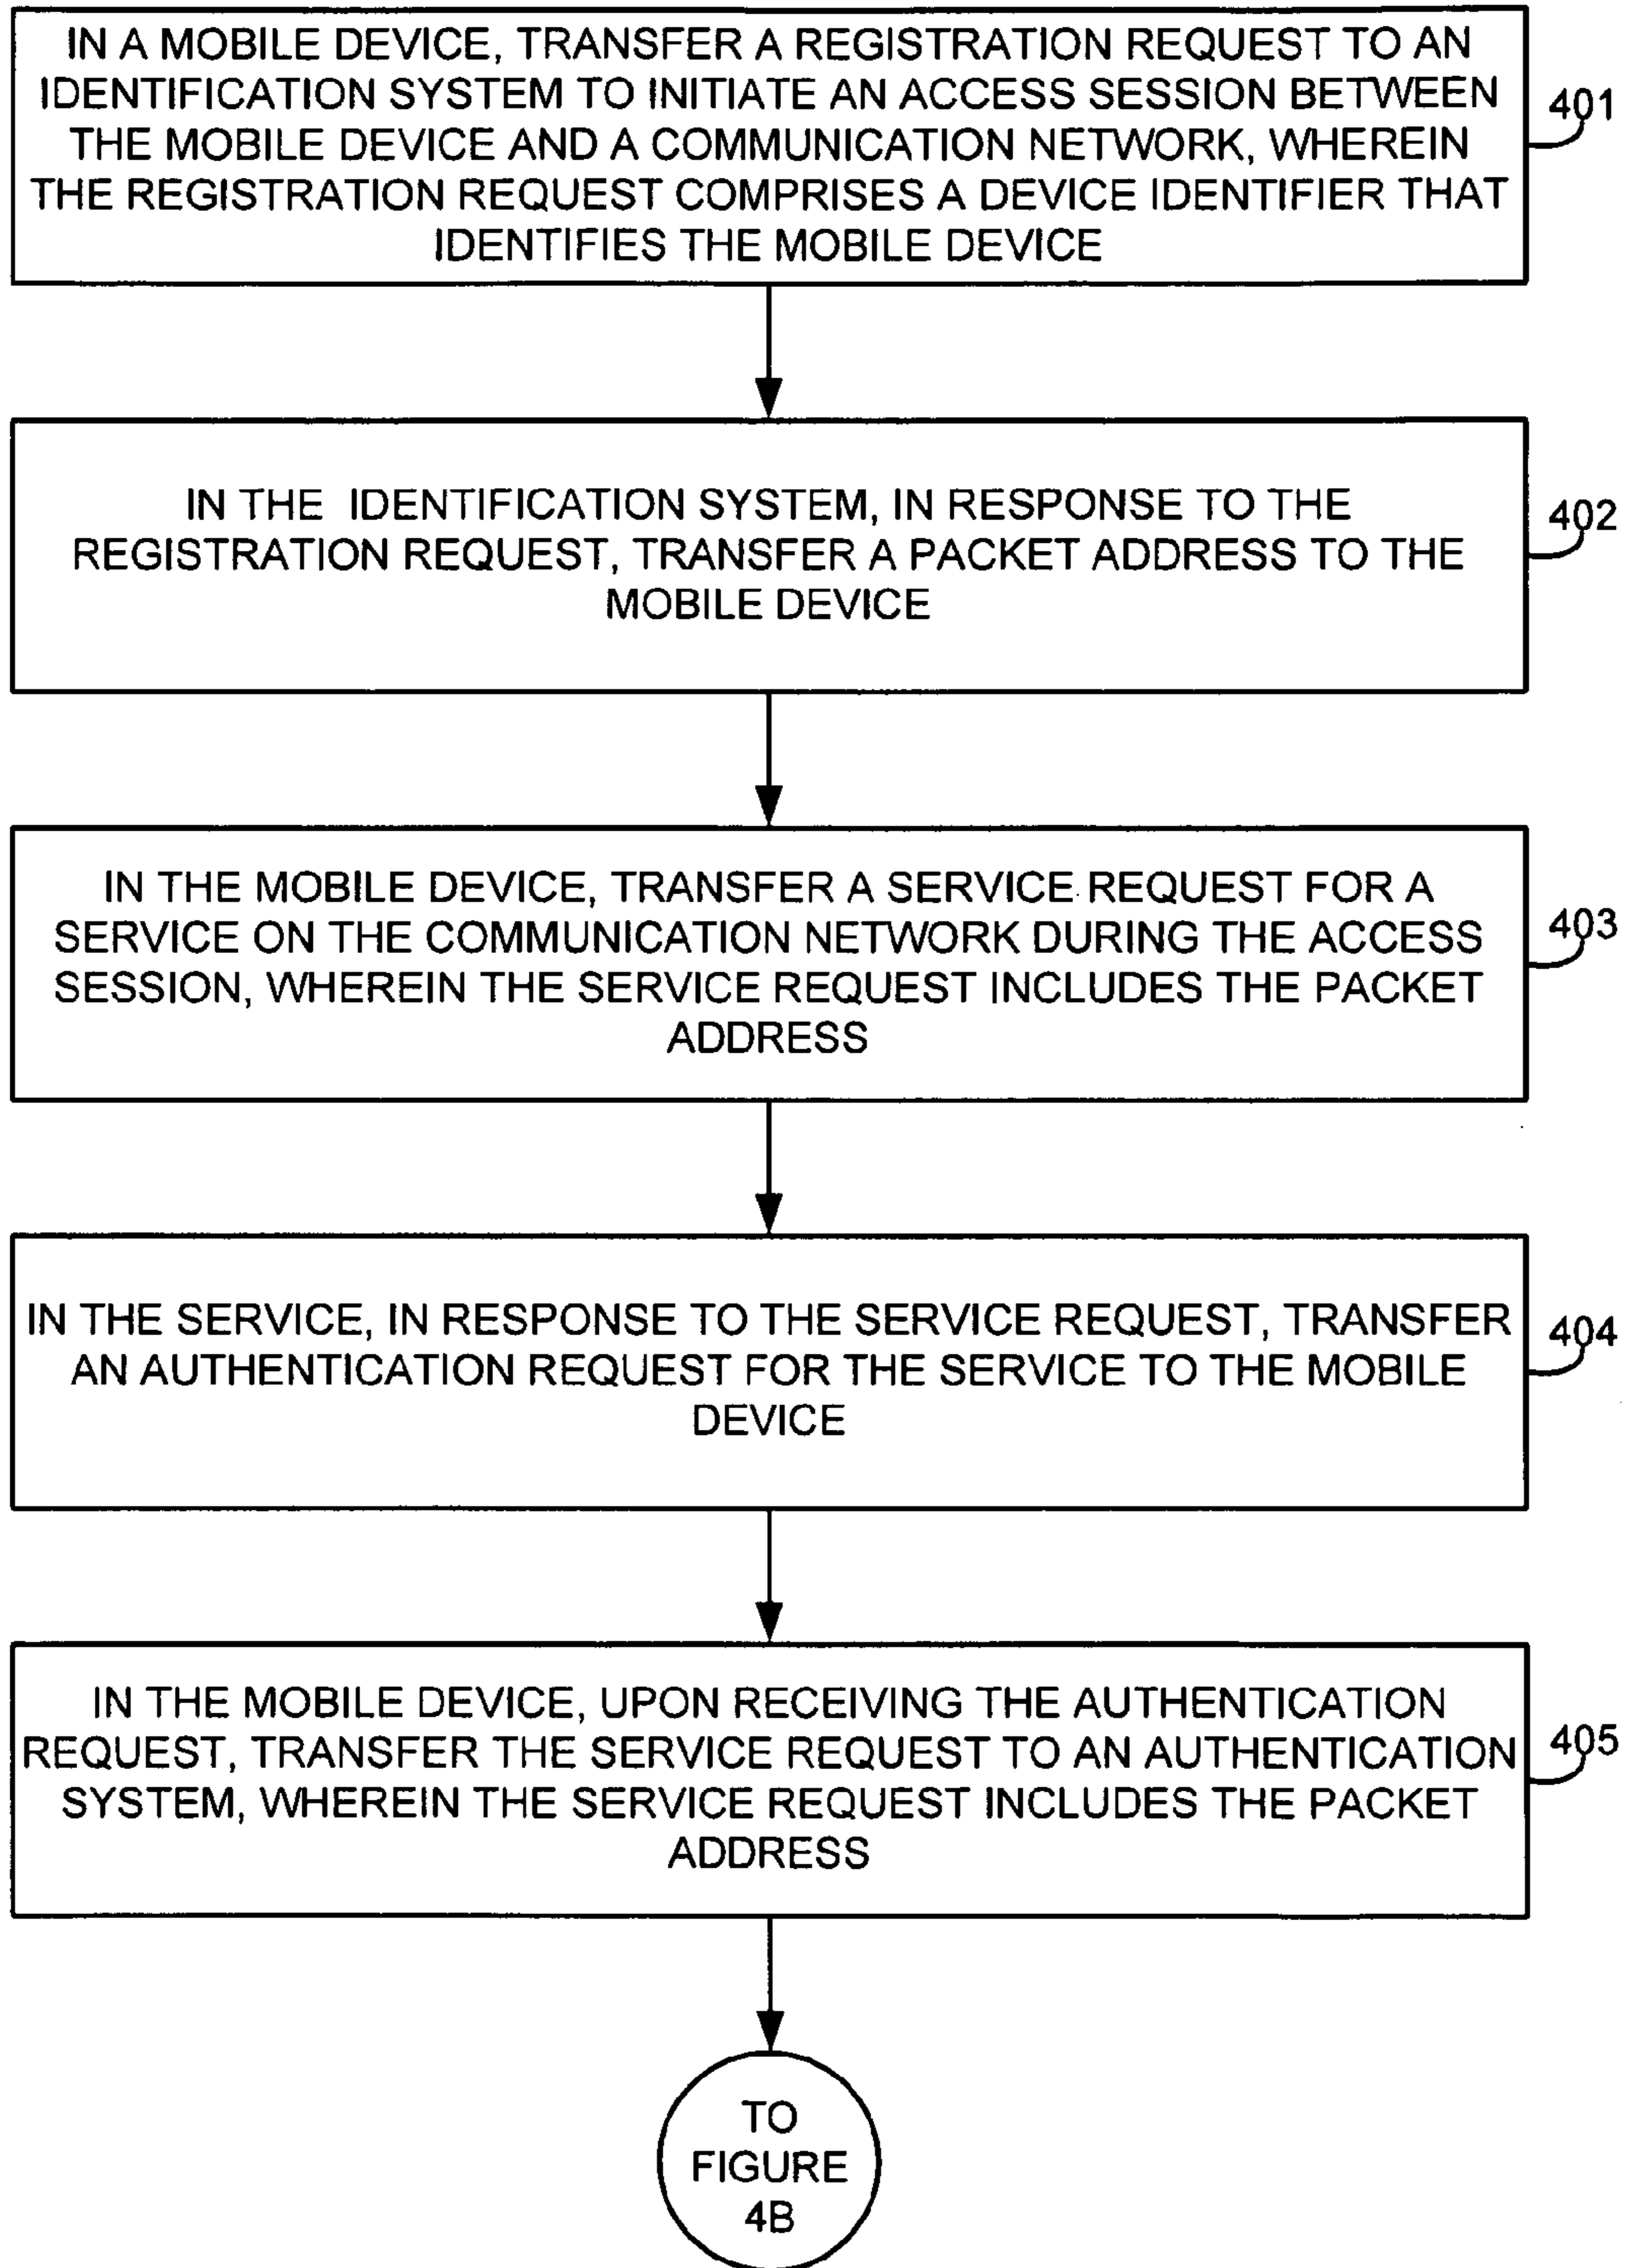 IN A MOBILE DEVICE, TRANSFER A REGISTRATION REQUEST TO AN
IDENTIFICATION SYSTEM TO INITIATE AN ACCESS SESSION BETWEEN
THE MOBILE DEVICE AND A COMMUNICATION NETWORK, WHEREIN
THE REGISTRATION REQUEST COMPRISES A DEVICE IDENTIFIER THAT
IDENTIFIES THE MOBILE DEVICE
401
IN THE IDENTIFICATION SYSTEM, IN RESPONSE TO THE
REGISTRATION REQUEST, TRANSFER A PACKET ADDRESS TO THE
MOBILE DEVICE
402
IN THE MOBILE DEVICE, TRANSFER A SERVICE REQUEST FOR A
SERVICE ON THE COMMUNICATION NETWORK DURING THE ACCESS
SESSION, WHEREIN THE SERVICE REQUEST INCLUDES THE PACKET
ADDRESS
403
IN THE SERVICE, IN RESPONSE TO THE SERVICE REQUEST, TRANSFER
AN AUTHENTICATION REQUEST FOR THE SERVICE TO THE MOBILE
DEVICE
404
IN THE MOBILE DEVICE, UPON RECEIVING THE AUTHENTICATION
REQUEST, TRANSFER THE SERVICE REQUEST TO AN AUTHENTICATION
SYSTEM, WHEREIN THE SERVICE REQUEST INCLUDES THE PACKET
ADDRESS
405
TO
FIGURE
4B